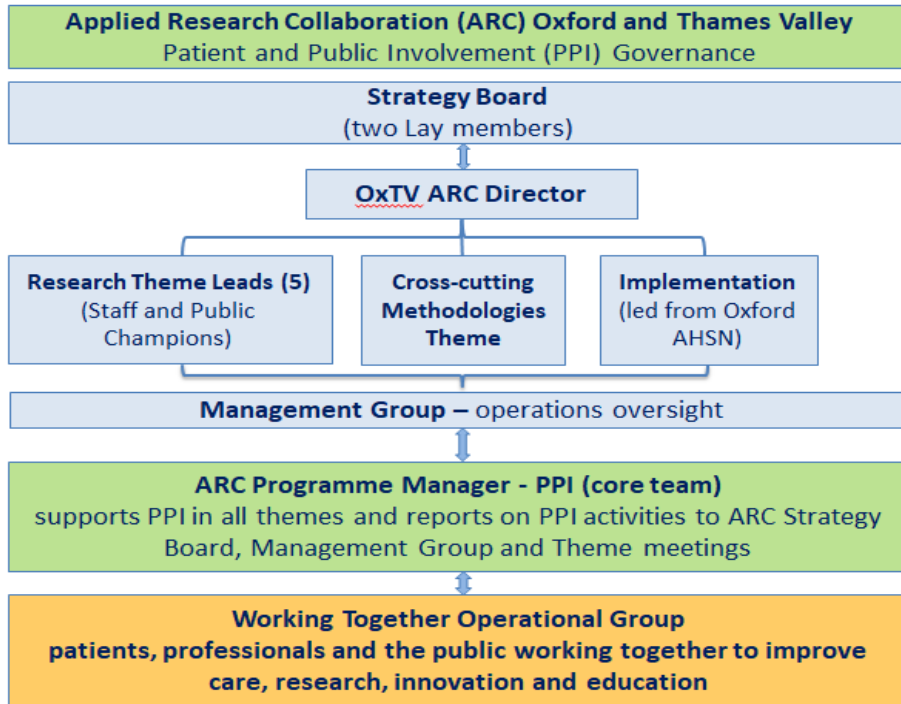 Applied Research Collaboration (ARC) Oxford and Thames Valley
Patient and Public Involvement (PPI) Governance
Strategy Board
(two Lay members)
OxTV ARC Director
Research Theme Leads (5)
(Staff and Public
Champions)
Cross-cutting
Methodologies
Theme
Implementation
(led from Oxford
AHSN)
Management Group – operations oversight
ARC Programme Manager - PPI (core team)
supports PPI in all themes and reports on PPI activities to ARC Strategy
Board, Management Group and Theme meetings
Working Together Operational Group
patients, professionals and the public working together to improve
care, research, innovation and education